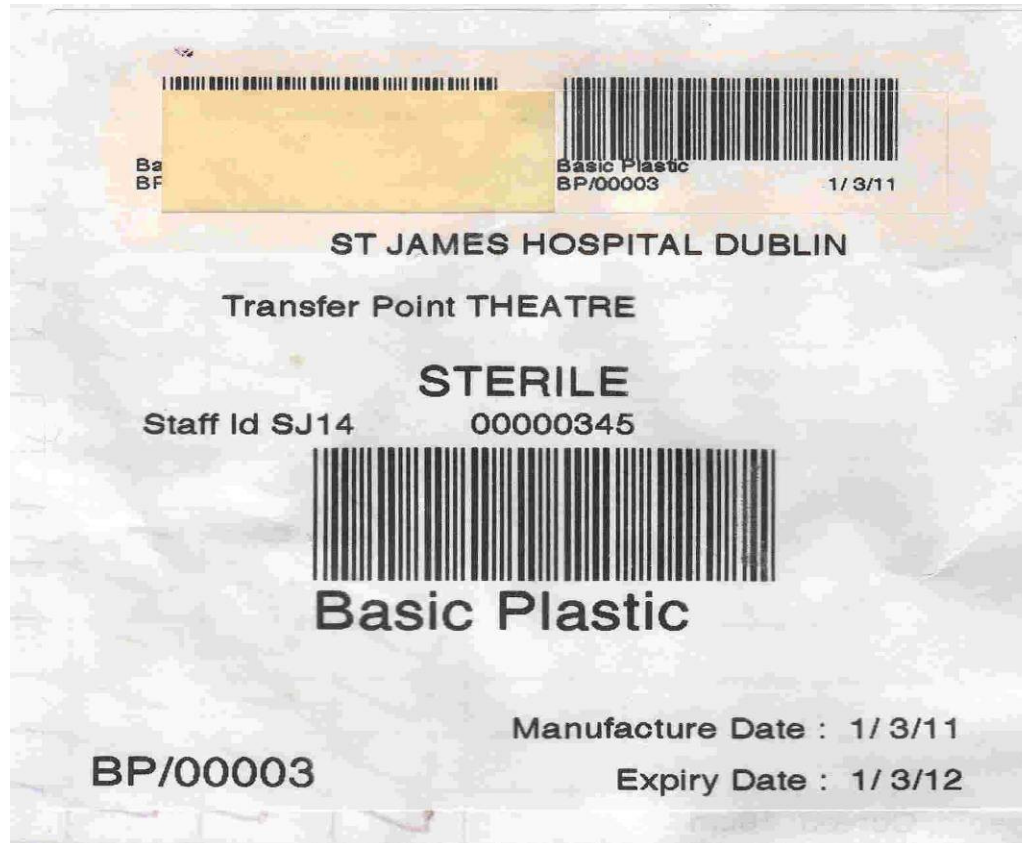 Basic Plastic
BP/00003 1/ 3/11
ST JAMES HOSPITAL DUBLIN
Transfer Point THEATRE
STERILE
Staff Id SJ14 00000345
Basic Plastic
Manufacture Date : 1/ 3/11
BP/00003
Expiry Date : 1/ 3/12